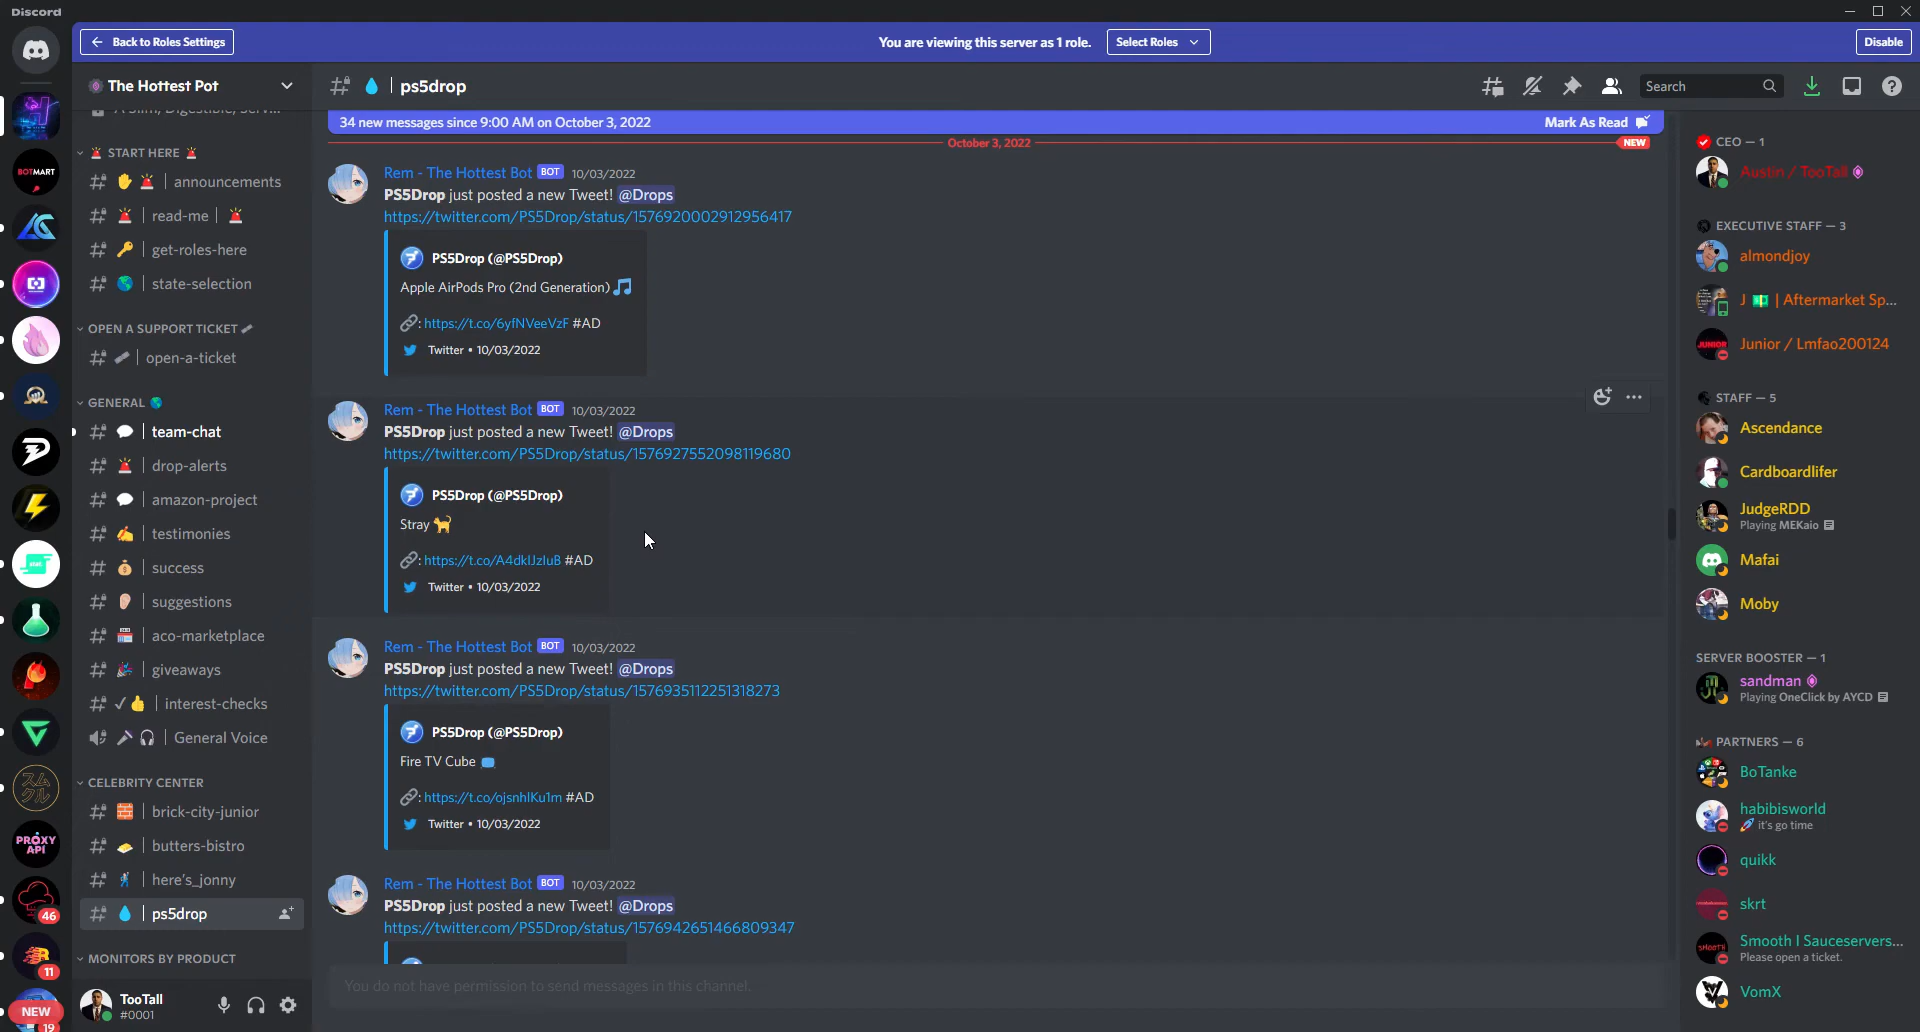 Discord
Back to Roles Settings
You are viewing this server as 1 role.
Select Roles
Disable
The Hottest Pot
ps5drop
Search
34 new messages since 9:00 AM on October 3, 2022
Mark As Read
October 3, 2022
NEW
START HERE
announcements
read-me
get-roles-here
state-selection
OPEN A SUPPORT TICKET
open-a-ticket
GENERAL
team-chat
drop-alerts
amazon-project
testimonies
success
suggestions
aco-marketplace
giveaways
interest-checks
General Voice
CELEBRITY CENTER
brick-city-junior
butters-bistro
here's_jonny
ps5drop
MONITORS BY PRODUCT
TooTall
#0001
BOTMART
PROXY
API
46
11
NEW
19
Rem - The Hottest Bot BOT 10/03/2022
PS5Drop just posted a new Tweet! @Drops
https://twitter.com/PS5Drop/status/1576920002912956417
PS5Drop (@PS5Drop)
Apple AirPods Pro (2nd Generation)
: https://t.co/6yfNVeeVzF #AD
Twitter • 10/03/2022
Rem - The Hottest Bot BOT 10/03/2022
PS5Drop just posted a new Tweet! @Drops
https://twitter.com/PS5Drop/status/1576927552098119680
PS5Drop (@PS5Drop)
Stray
: https://t.co/A4dkIJzIuB #AD
Twitter • 10/03/2022
Rem - The Hottest Bot BOT 10/03/2022
PS5Drop just posted a new Tweet! @Drops
https://twitter.com/PS5Drop/status/1576935112251318273
PS5Drop (@PS5Drop)
Fire TV Cube
: https://t.co/ojsnhIKu1m #AD
Twitter • 10/03/2022
Rem - The Hottest Bot BOT 10/03/2022
PS5Drop just posted a new Tweet! @Drops
https://twitter.com/PS5Drop/status/1576942651466809347
You do not have permission to send messages in this channel.
CEO — 1
Austin / TooTall
EXECUTIVE STAFF — 3
almondjoy
J | Aftermarket Sp...
Junior / Lmfao200124
STAFF — 5
Ascendance
Cardboardlifer
JudgeRDD
Playing MEKaio
Mafai
Moby
SERVER BOOSTER — 1
sandman
Playing OneClick by AYCD
PARTNERS — 6
BoTanke
habibisworld
it's go time
quikk
skrt
Smooth I Sauceservers...
Please open a ticket.
VomX